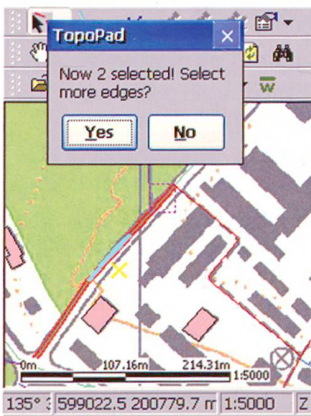 TopoPad
Now 2 selected! Select
more edges?
Yes No
0m 107.16m 214.31m
1:5000
135° 599022.5 200779.7 1:5000 Z